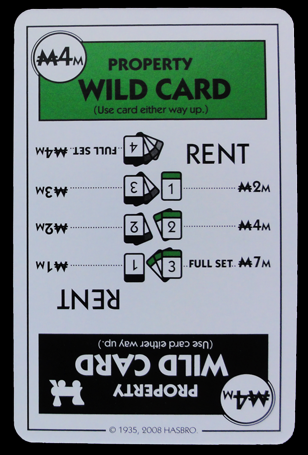 ₩4M
PROPERTY
WILD CARD
(Use card either way up.)
RENT
1 ₩2M
2 ₩4M
3 FULL SET ₩7M
₩4M
PROPERTY
WILD CARD
(Use card either way up.)
RENT
1 ₩1M
2 ₩2M
3 ₩3M
4 FULL SET ₩4M
© 1935, 2008 HASBRO.